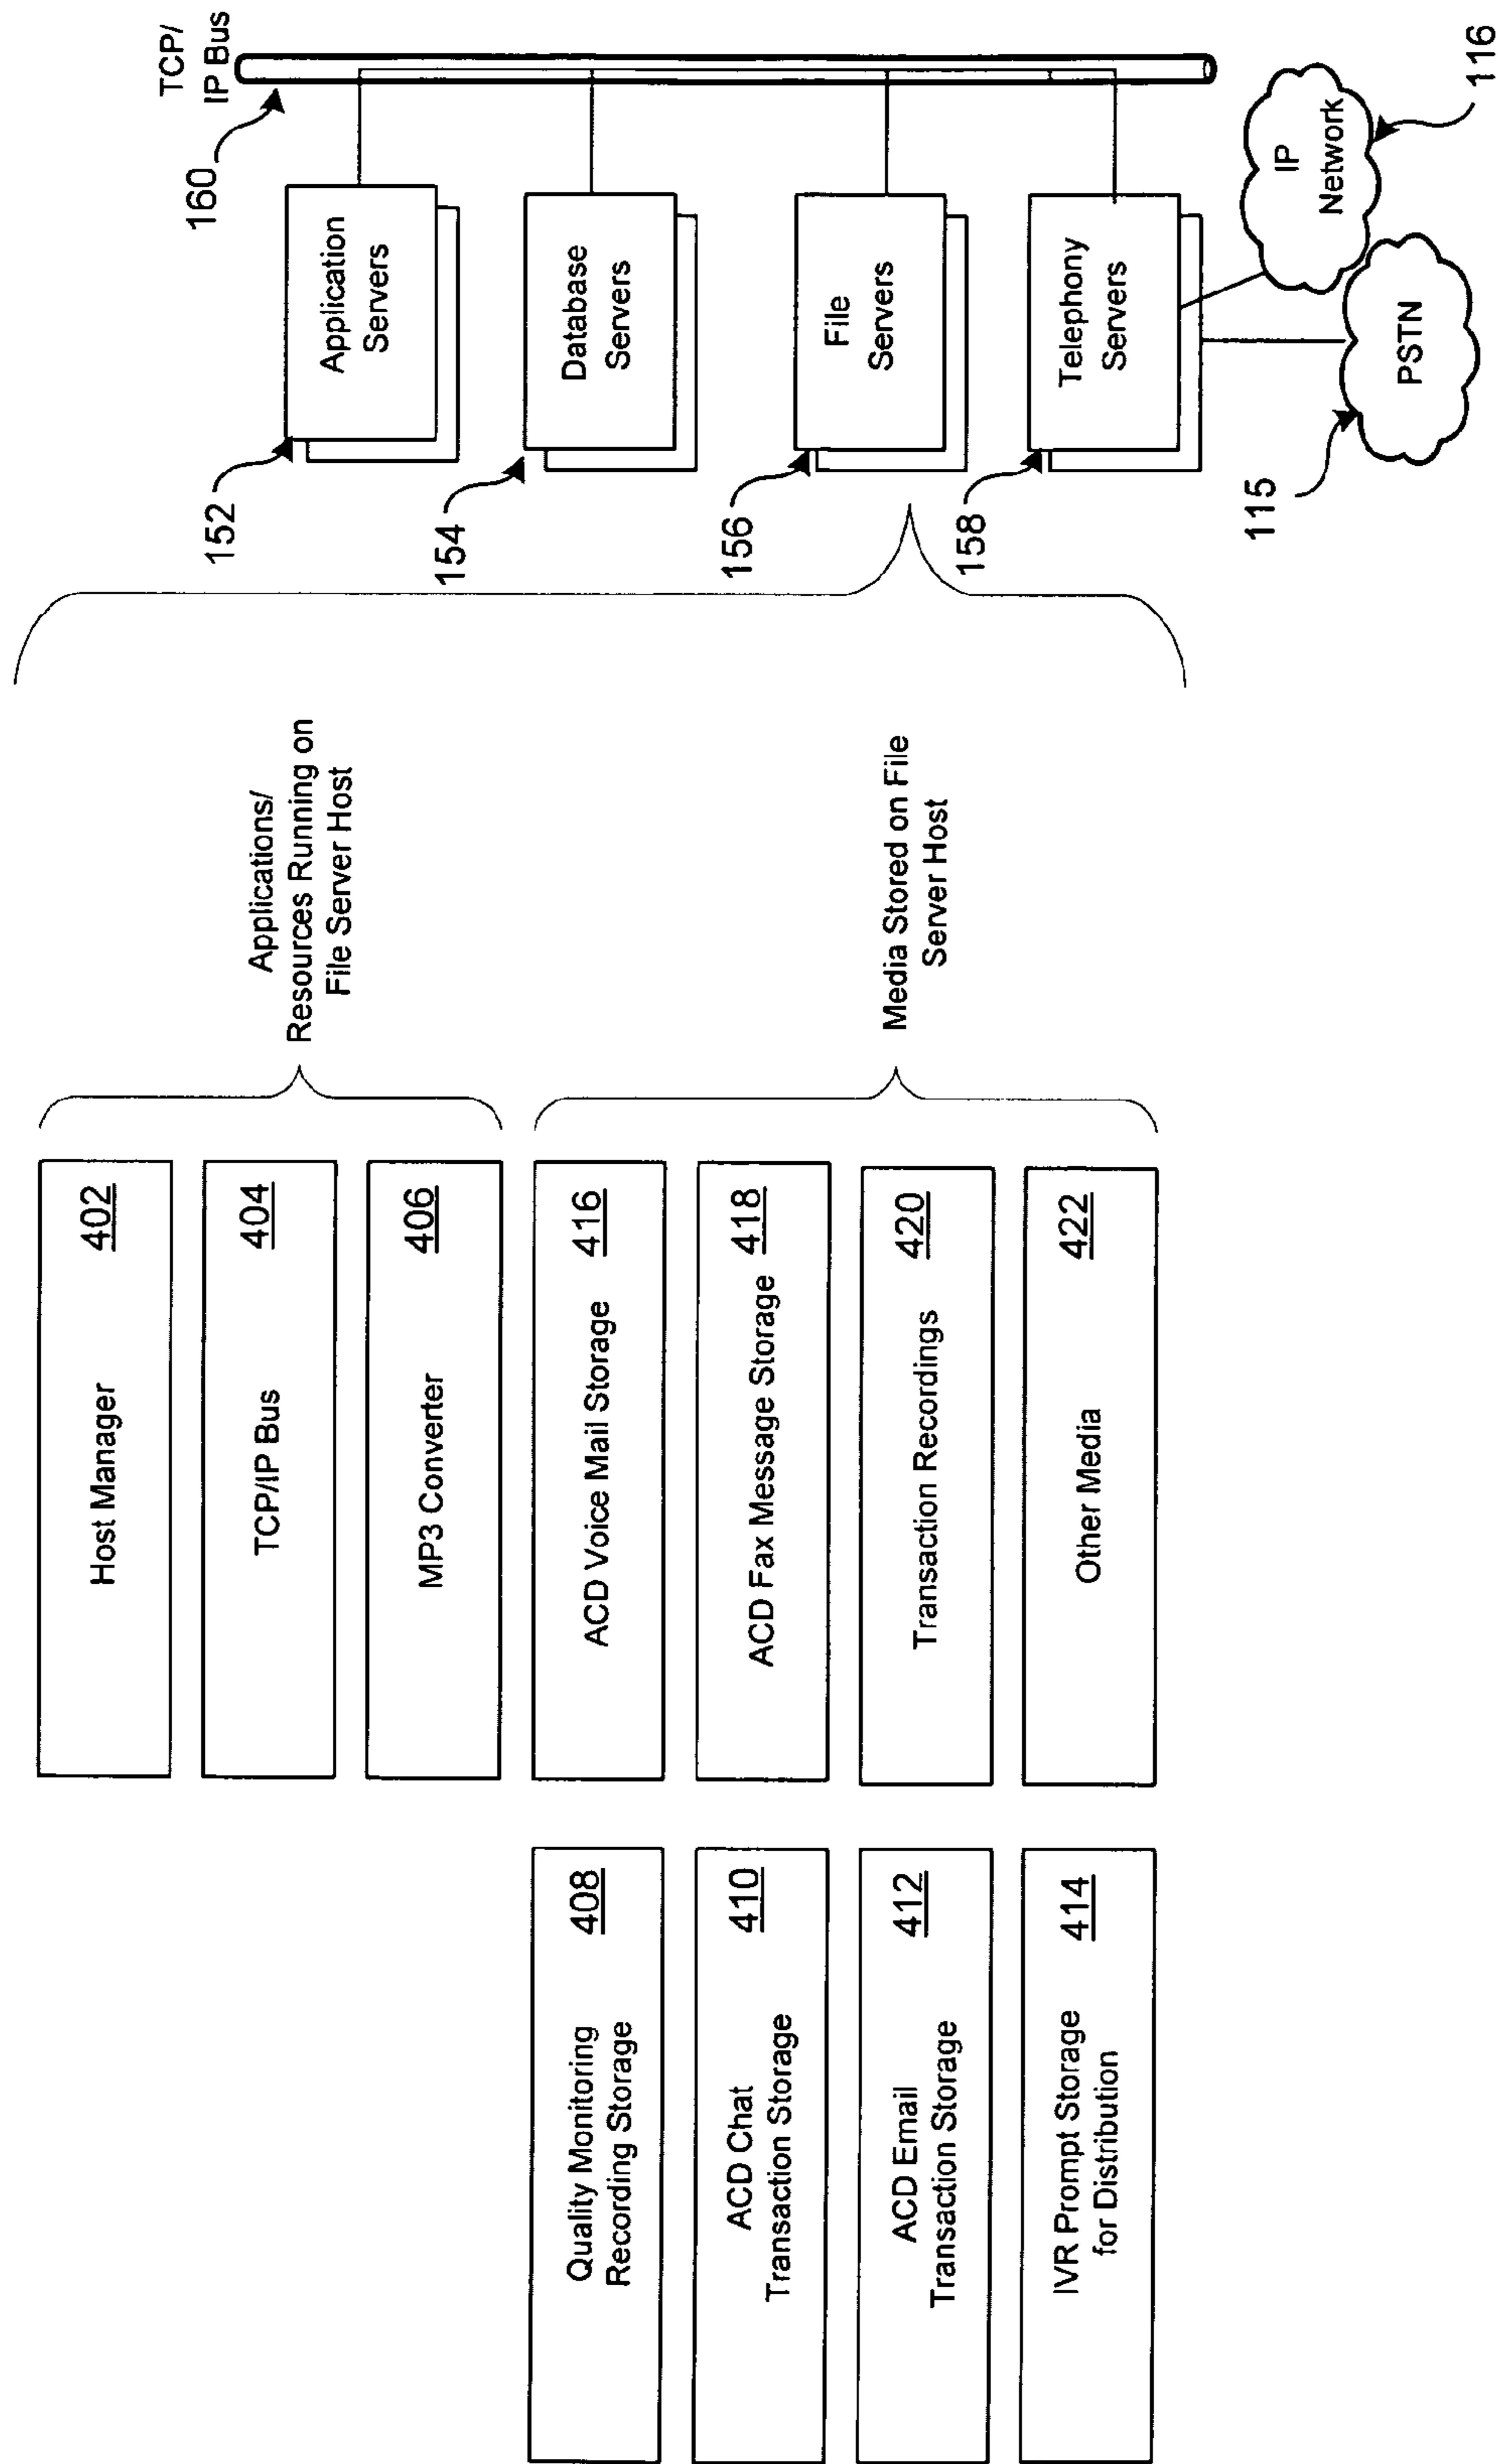 Host Manager
402
TCP/IP Bus
404
MP3 Converter
406
Applications/
Resources Running on
File Server Host
Quality Monitoring
Recording Storage
408
ACD Voice Mail Storage
416
ACD Chat
Transaction Storage
410
ACD Fax Message Storage
418
ACD Email
Transaction Storage
412
Transaction Recordings
420
IVR Prompt Storage
for Distribution
414
Other Media
422
Media Stored on File
Server Host
TCP/
IP Bus
160
152
Application
Servers
154
Database
Servers
156
File
Servers
158
Telephony
Servers
115
PSTN
IP
Network
116